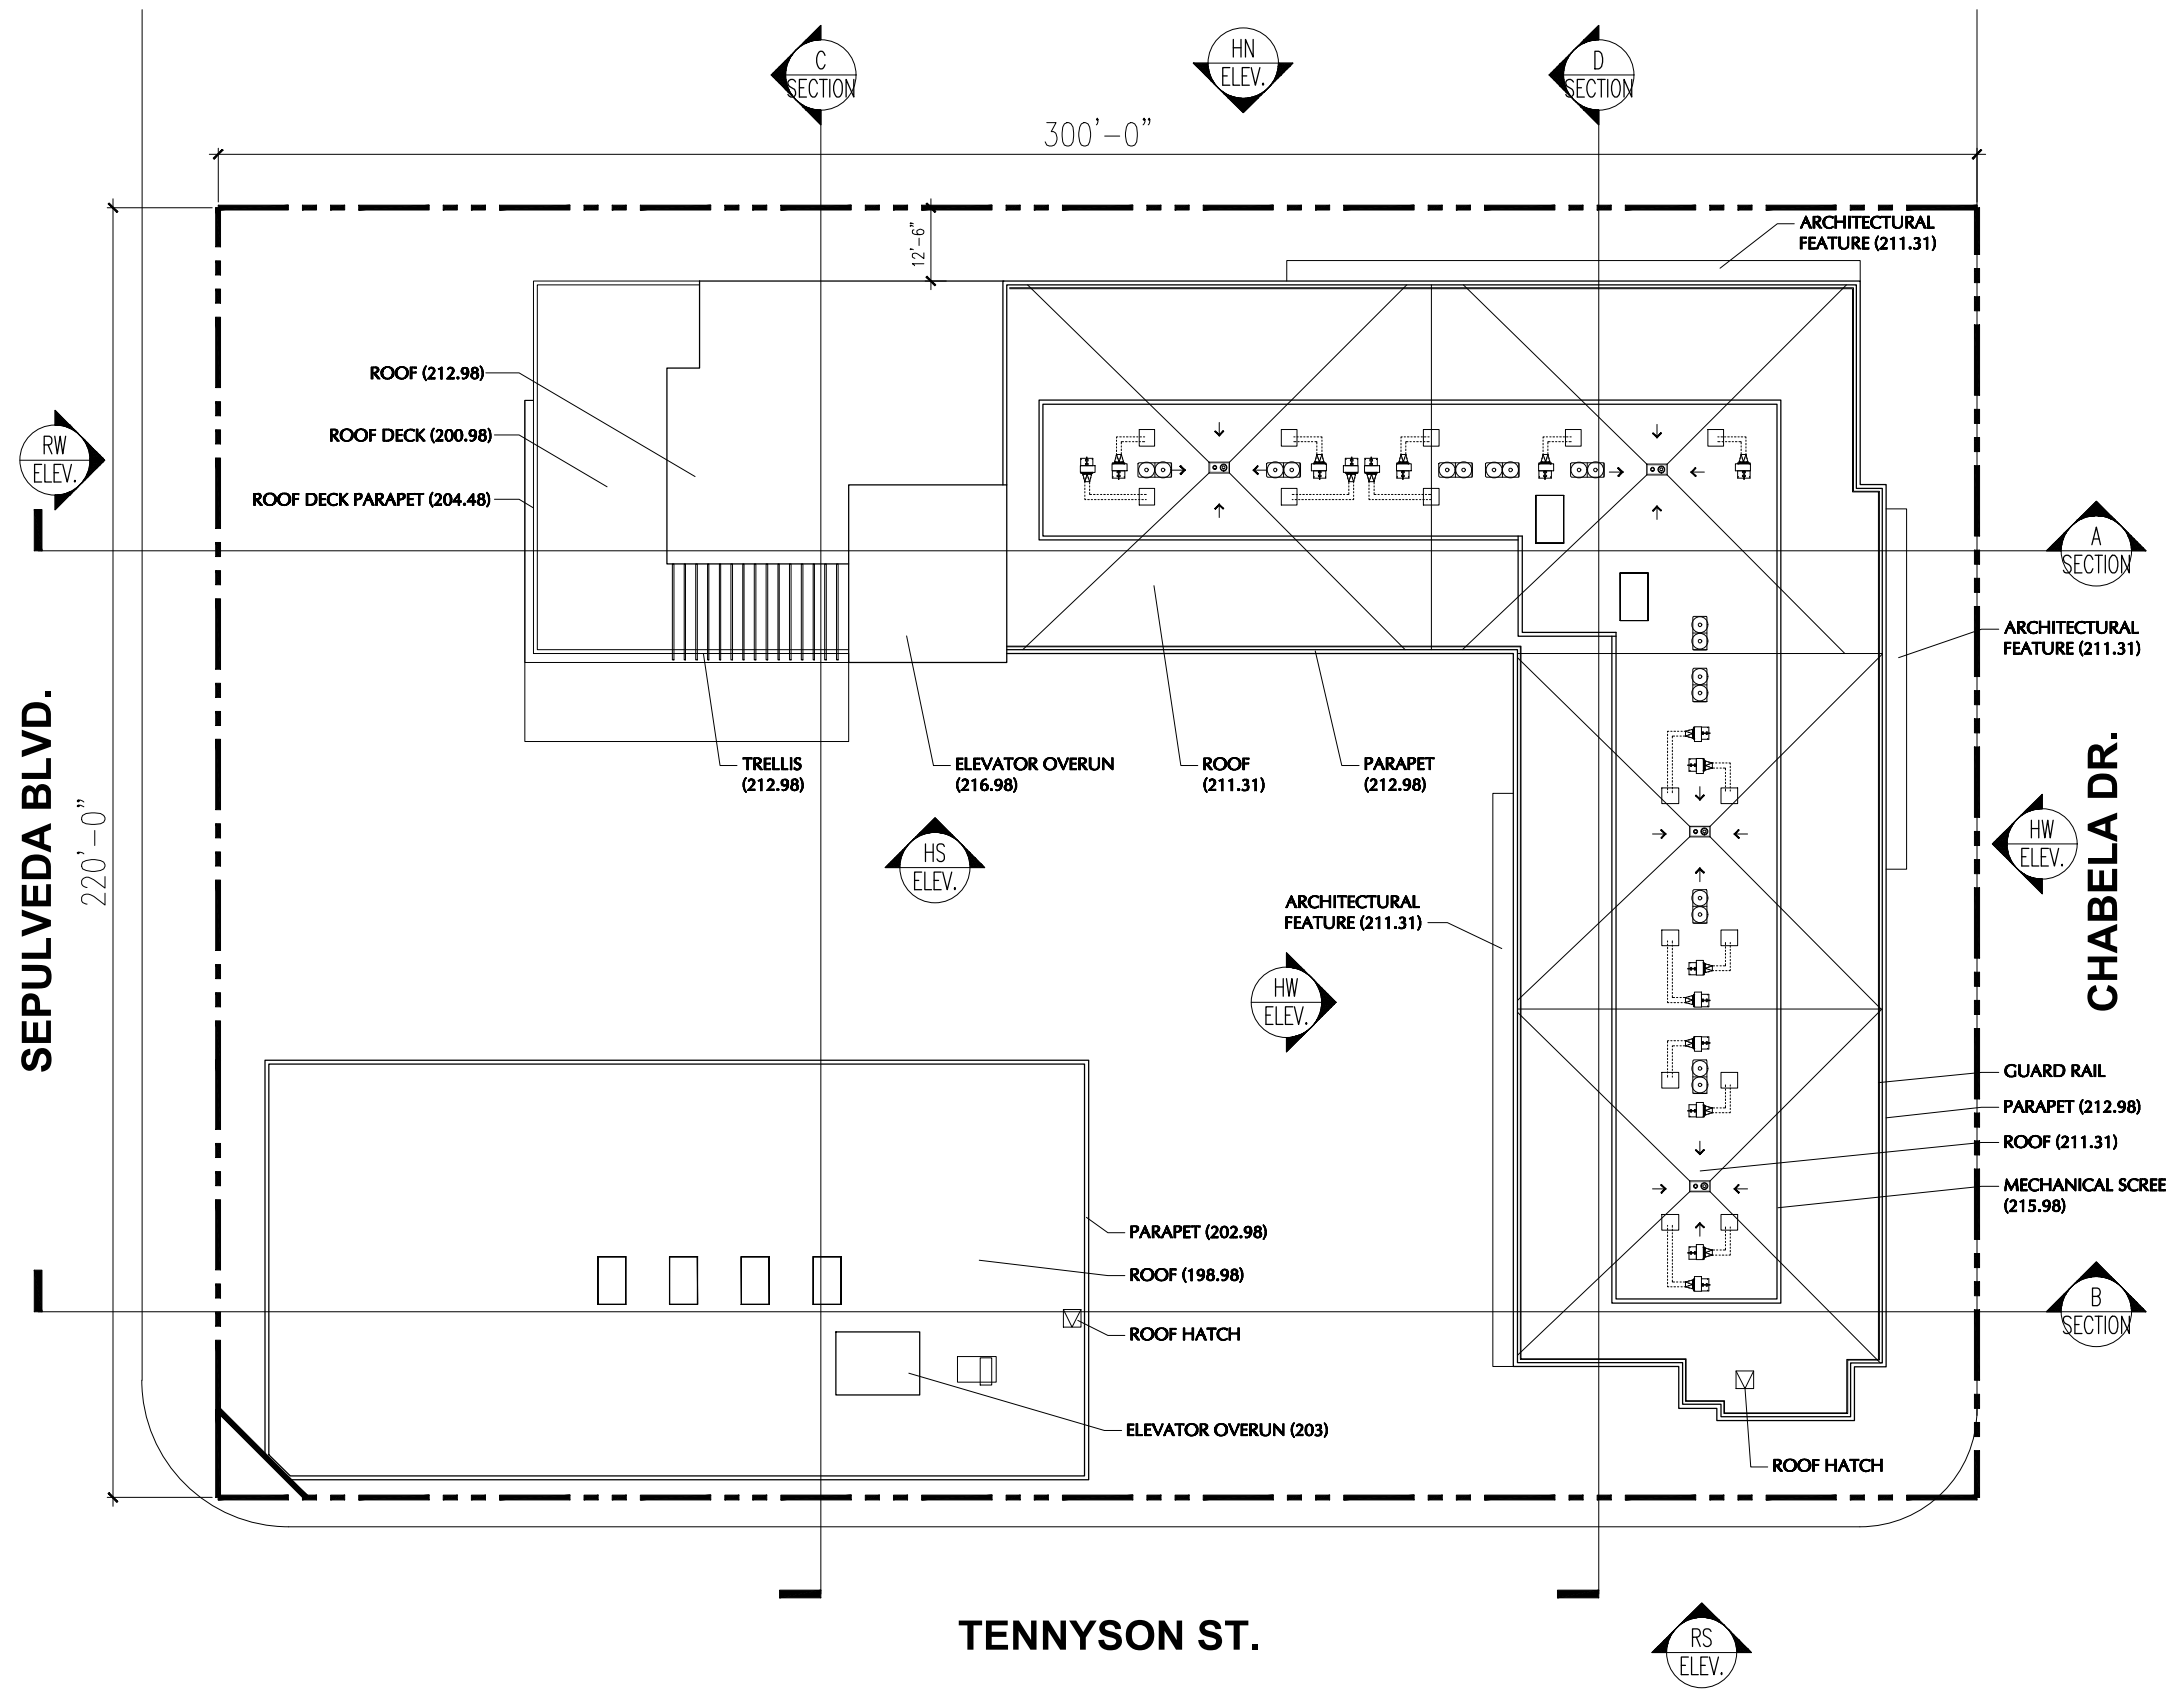 C
SECTION
HN
ELEV.
D
SECTION
300'-0"
12'-6"
ARCHITECTURAL
FEATURE (211.31)
ROOF (212.98)
ROOF DECK (200.98)
ROOF DECK PARAPET (204.48)
RW
ELEV.
A
SECTION
ARCHITECTURAL
FEATURE (211.31)
SEPULVEDA BLVD.
220'-0"
TRELLIS
(212.98)
ELEVATOR OVERUN
(216.98)
ROOF
(211.31)
PARAPET
(212.98)
HS
ELEV.
HW
ELEV.
CHABELA DR.
ARCHITECTURAL
FEATURE (211.31)
HW
ELEV.
GUARD RAIL
PARAPET (212.98)
ROOF (211.31)
MECHANICAL SCREE
(215.98)
PARAPET (202.98)
ROOF (198.98)
ROOF HATCH
B
SECTION
ELEVATOR OVERUN (203)
ROOF HATCH
TENNYSON ST.
RS
ELEV.